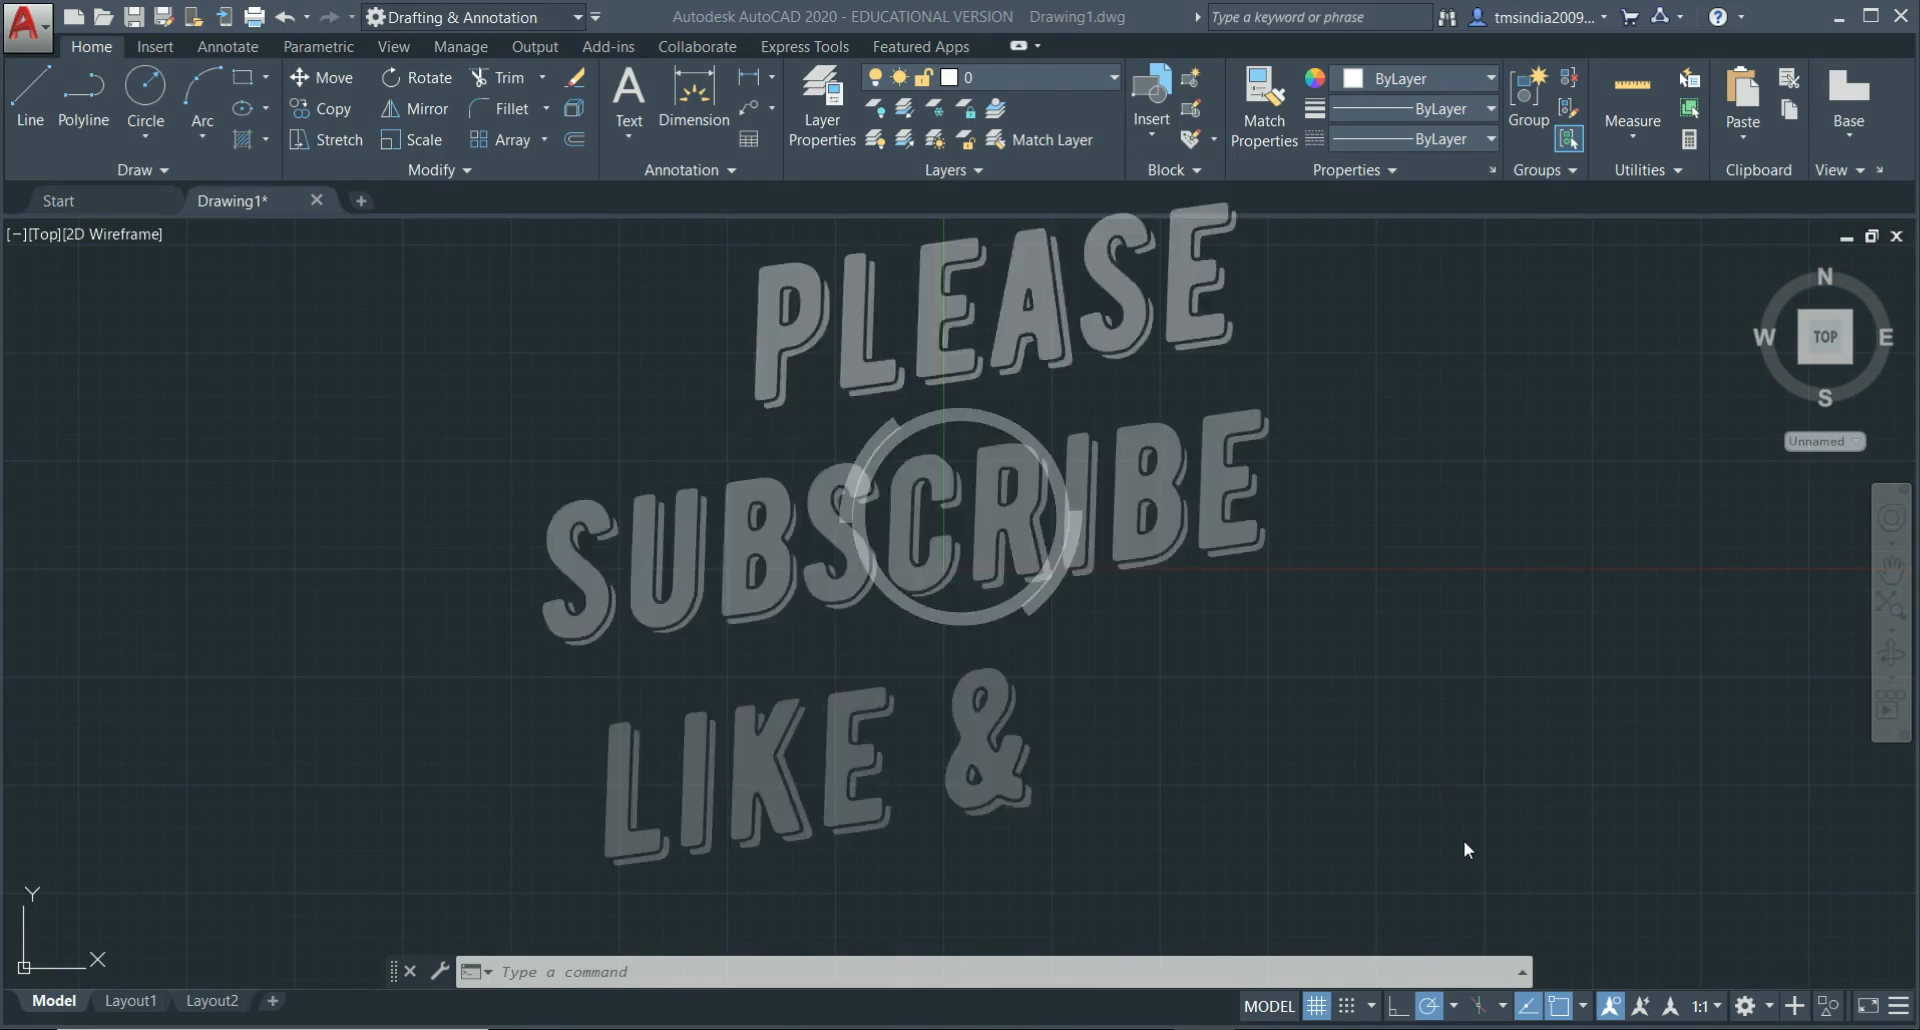 Drafting & Annotation
Autodesk AutoCAD 2020 - EDUCATIONAL VERSION Drawing1.dwg
Type a keyword or phrase
tmsindia2009...
Home Insert Annotate Parametric View Manage Output Add-ins Collaborate Express Tools Featured Apps
Line
Polyline
Circle
Arc
Draw
Move
Rotate
Trim
Copy
Mirror
Fillet
Stretch
Scale
Array
Modify
Text
Dimension
Annotation
Layer
Properties
0
Match Layer
Layers
Insert
Block
Match
Properties
ByLayer
ByLayer
ByLayer
Properties
Group
Groups
Measure
Utilities
Paste
Clipboard
Base
View
Start
Drawing1*
[−][Top][2D Wireframe]
PLEASE
SUBSCRIBE
LIKE &
N
W
TOP
E
S
Unnamed
Y
X
Type a command
Model
Layout1
Layout2
MODEL
1:1